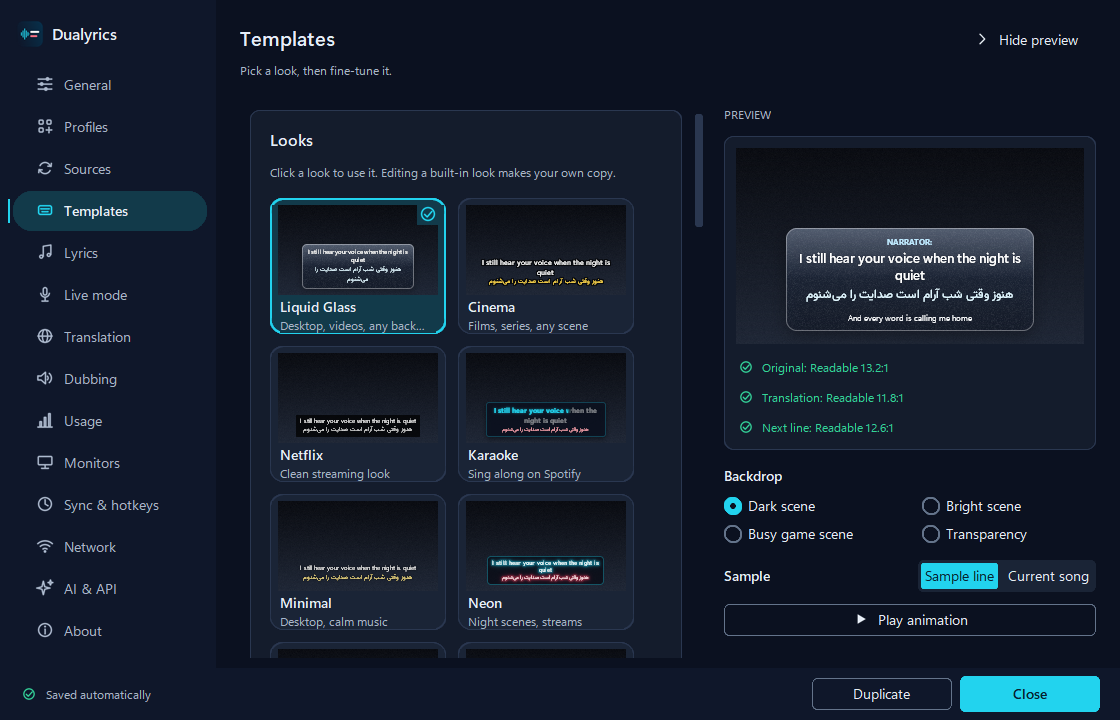 Dualyrics
General
Profiles
Sources
Templates
Lyrics
Live mode
Translation
Dubbing
Usage
Monitors
Sync & hotkeys
Network
AI & API
About
Saved automatically
Templates
Pick a look, then fine-tune it.
Hide preview
Looks
Click a look to use it. Editing a built-in look makes your own copy.
I still hear your voice when the night is
quiet
هنوز وقتی شب آرام است صدایت را
می‌شنوم
Liquid Glass
Desktop, videos, any back...
I still hear your voice when the night is
quiet
هنوز وقتی شب آرام است صدایت را می‌شنوم
Cinema
Films, series, any scene
I still hear your voice when the night is quiet
هنوز وقتی شب آرام است صدایت را می‌شنوم
Netflix
Clean streaming look
I still hear your voice when the
night is quiet
هنوز وقتی شب آرام است صدایت را می‌شنوم
Karaoke
Sing along on Spotify
I still hear your voice when the night is quiet
هنوز وقتی شب آرام است صدایت را می‌شنوم
Minimal
Desktop, calm music
I still hear your voice when the night is
quiet
هنوز وقتی شب آرام است صدایت را می‌شنوم
Neon
Night scenes, streams
PREVIEW
NARRATOR:
I still hear your voice when the night is
quiet
هنوز وقتی شب آرام است صدایت را می‌شنوم
And every word is calling me home
Original: Readable 13.2:1
Translation: Readable 11.8:1
Next line: Readable 12.6:1
Backdrop
Dark scene
Bright scene
Busy game scene
Transparency
Sample
Sample line
Current song
Play animation
Duplicate
Close